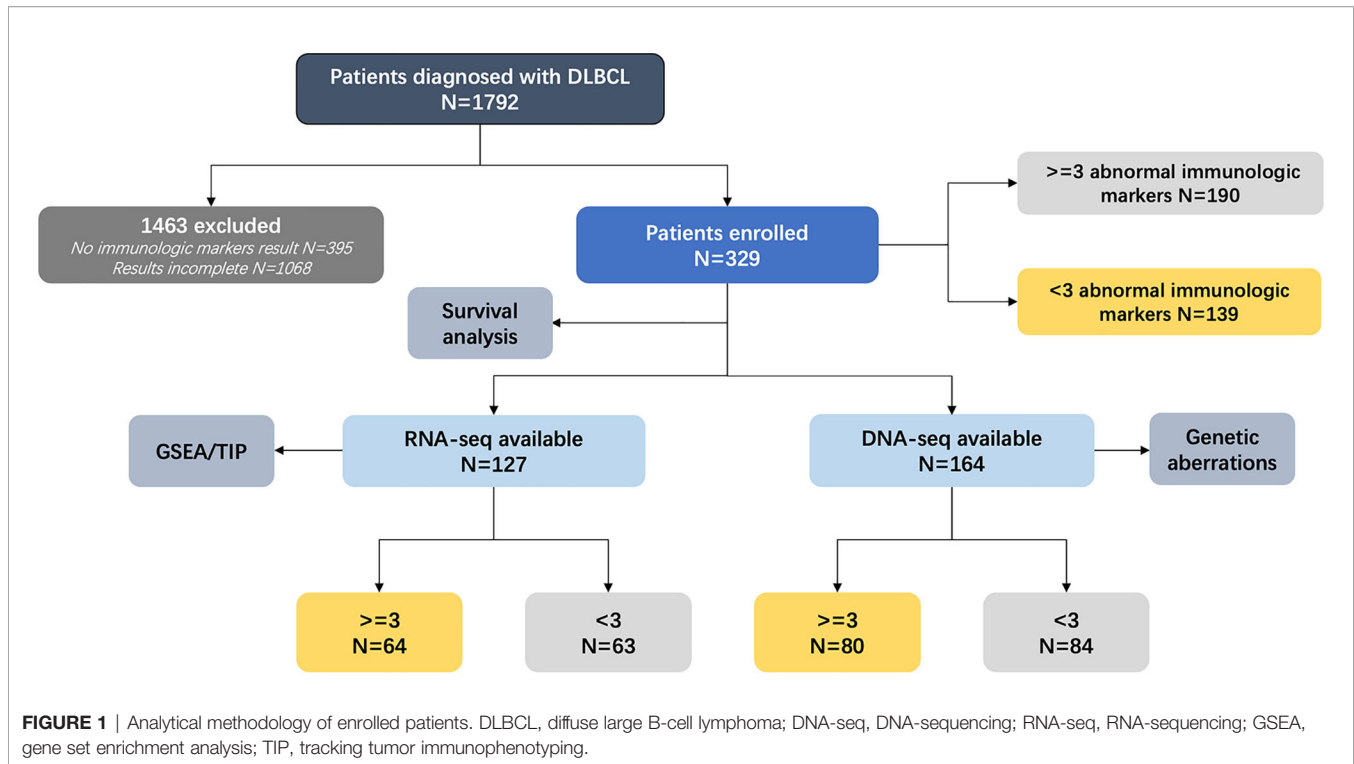 Patients diagnosed with DLBCL
N=1792
>=3 abnormal immunologic
markers N=190
1463 excluded
No immunologic markers result N=395
Results incomplete N=1068
Patients enrolled
N=329
<3 abnormal immunologic
markers N=139
Survival
analysis
GSEA/TIP
RNA-seq available
N=127
DNA-seq available
N=164
Genetic
aberrations
>=3
N=64
<3
N=63
>=3
N=80
<3
N=84
FIGURE 1 | Analytical methodology of enrolled patients. DLBCL, diffuse large B-cell lymphoma; DNA-seq, DNA-sequencing; RNA-seq, RNA-sequencing; GSEA,
gene set enrichment analysis; TIP, tracking tumor immunophenotyping.